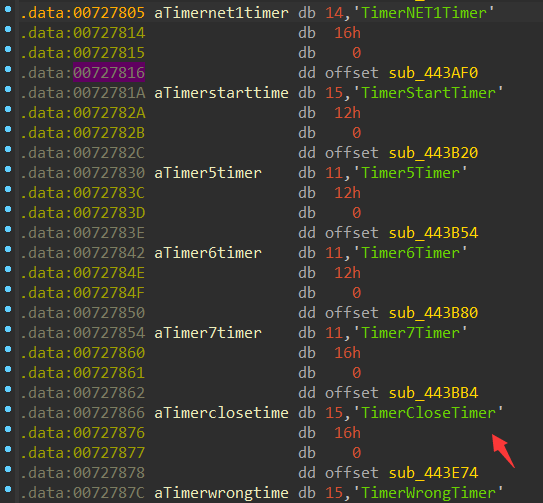 .data:00727805 aTimernet1timer db 14,'TimerNET1Timer'
.data:00727814 db 16h
.data:00727815 db 0
.data:00727816 dd offset sub_443AF0
.data:0072781A aTimerstarttime db 15,'TimerStartTimer'
.data:0072782A db 12h
.data:0072782B db 0
.data:0072782C dd offset sub_443B20
.data:00727830 aTimer5timer db 11,'Timer5Timer'
.data:0072783C db 12h
.data:0072783D db 0
.data:0072783E dd offset sub_443B54
.data:00727842 aTimer6timer db 11,'Timer6Timer'
.data:0072784E db 12h
.data:0072784F db 0
.data:00727850 dd offset sub_443B80
.data:00727854 aTimer7timer db 11,'Timer7Timer'
.data:00727860 db 16h
.data:00727861 db 0
.data:00727862 dd offset sub_443BB4
.data:00727866 aTimerclosetime db 15,'TimerCloseTimer'
.data:00727876 db 16h
.data:00727877 db 0
.data:00727878 dd offset sub_443E74
.data:0072787C aTimerwrongtime db 15,'TimerWrongTimer'